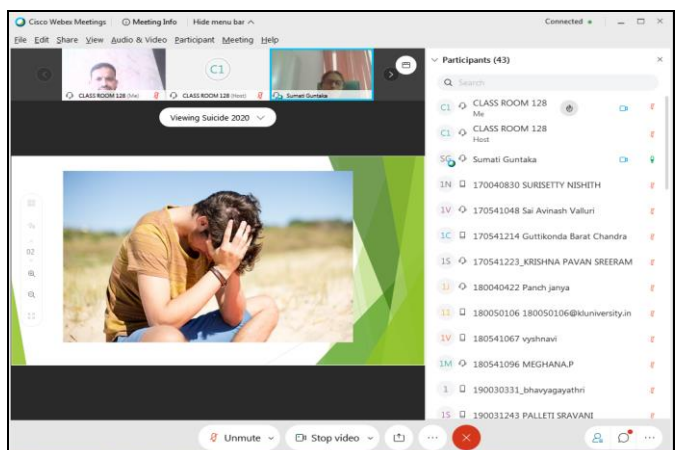 Cisco Webex Meetings
Meeting Info
Hide menu bar
Connected
File Edit Share View Audio & Video Participant Meeting Help
C1
CLASS ROOM 128 (Me)
CLASS ROOM 128 (Host)
Sumati Guntaka
Viewing Suicide 2020
02
Participants (43)
Search
C1 CLASS ROOM 128
Me
C1 CLASS ROOM 128
Host
SG Sumati Guntaka
1N 170040830 SURISETTY NISHITH
1V 170541048 Sai Avinash Valluri
1C 170541214 Guttikonda Barat Chandra
1S 170541223_KRISHNA PAVAN SREERAM
1J 180040422 Panch janya
11 180050106 180050106@kluniversity.in
1V 180541067 vyshnavi
1M 180541096 MEGHANA.P
1 190030331_bhavyagayathri
1S 190031243 PALLETI SRAVANI
Unmute
Stop video